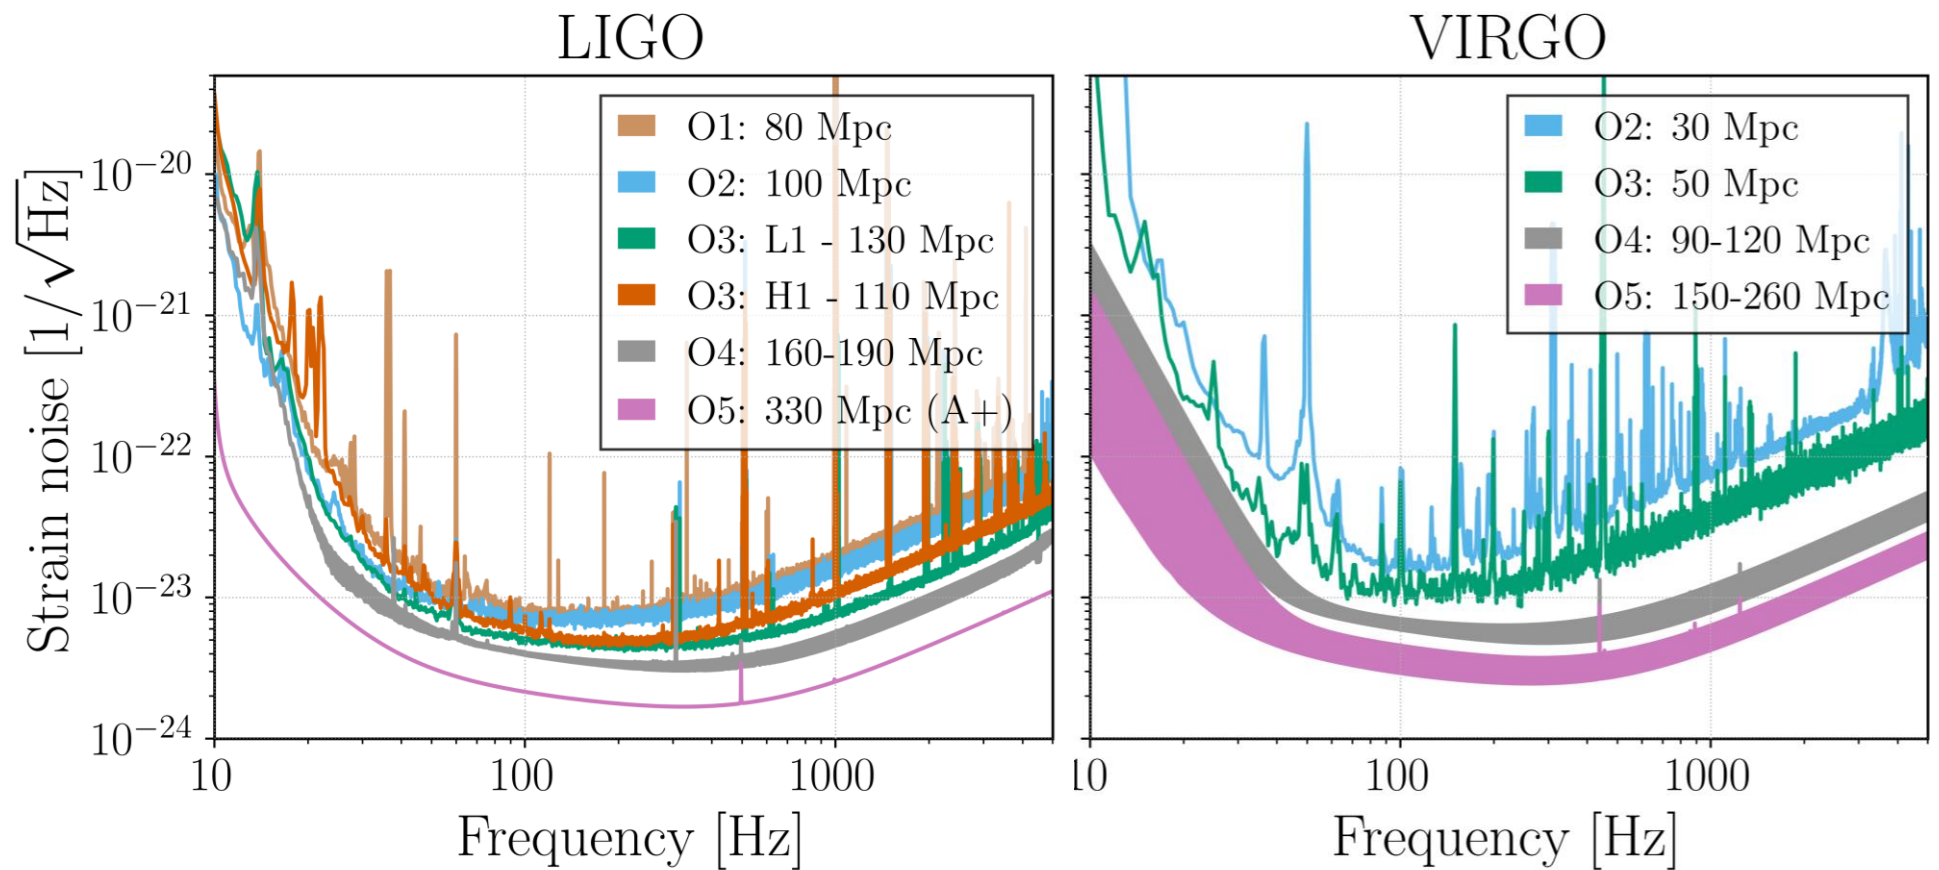 LIGO
VIRGO
Strain noise [1/√Hz]
10⁻²⁰
10⁻²¹
10⁻²²
10⁻²³
10⁻²⁴
O1: 80 Mpc
O2: 100 Mpc
O3: L1 - 130 Mpc
O3: H1 - 110 Mpc
O4: 160-190 Mpc
O5: 330 Mpc (A+)
10
100
1000
Frequency [Hz]
O2: 30 Mpc
O3: 50 Mpc
O4: 90-120 Mpc
O5: 150-260 Mpc
10
100
1000
Frequency [Hz]